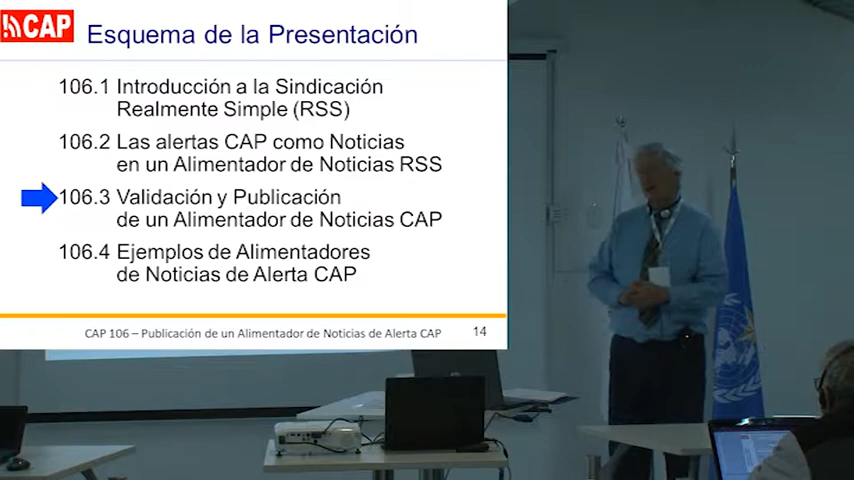 CAP
Esquema de la Presentación
106.1 Introducción a la Sindicación
Realmente Simple (RSS)
106.2 Las alertas CAP como Noticias
en un Alimentador de Noticias RSS
106.3 Validación y Publicación
de un Alimentador de Noticias CAP
106.4 Ejemplos de Alimentadores
de Noticias de Alerta CAP
CAP 106 – Publicación de un Alimentador de Noticias de Alerta CAP
14